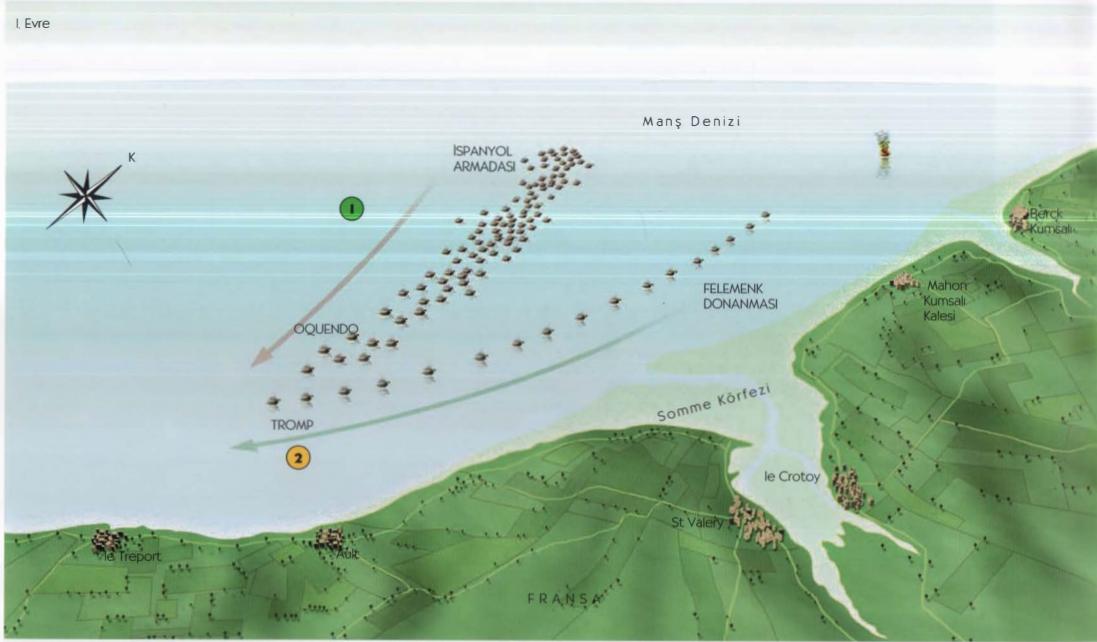 I. Evre
Manş Denizi
K
İSPANYOL
ARMADASI
1
Berck
Kumsalı
FELEMENK
DONANMASI
Mahon
Kumsalı
Kalesi
OQUENDO
Somme Körfezi
TROMP
2
le Crotoy
St Valery
le Treport
Ault
FRANSA